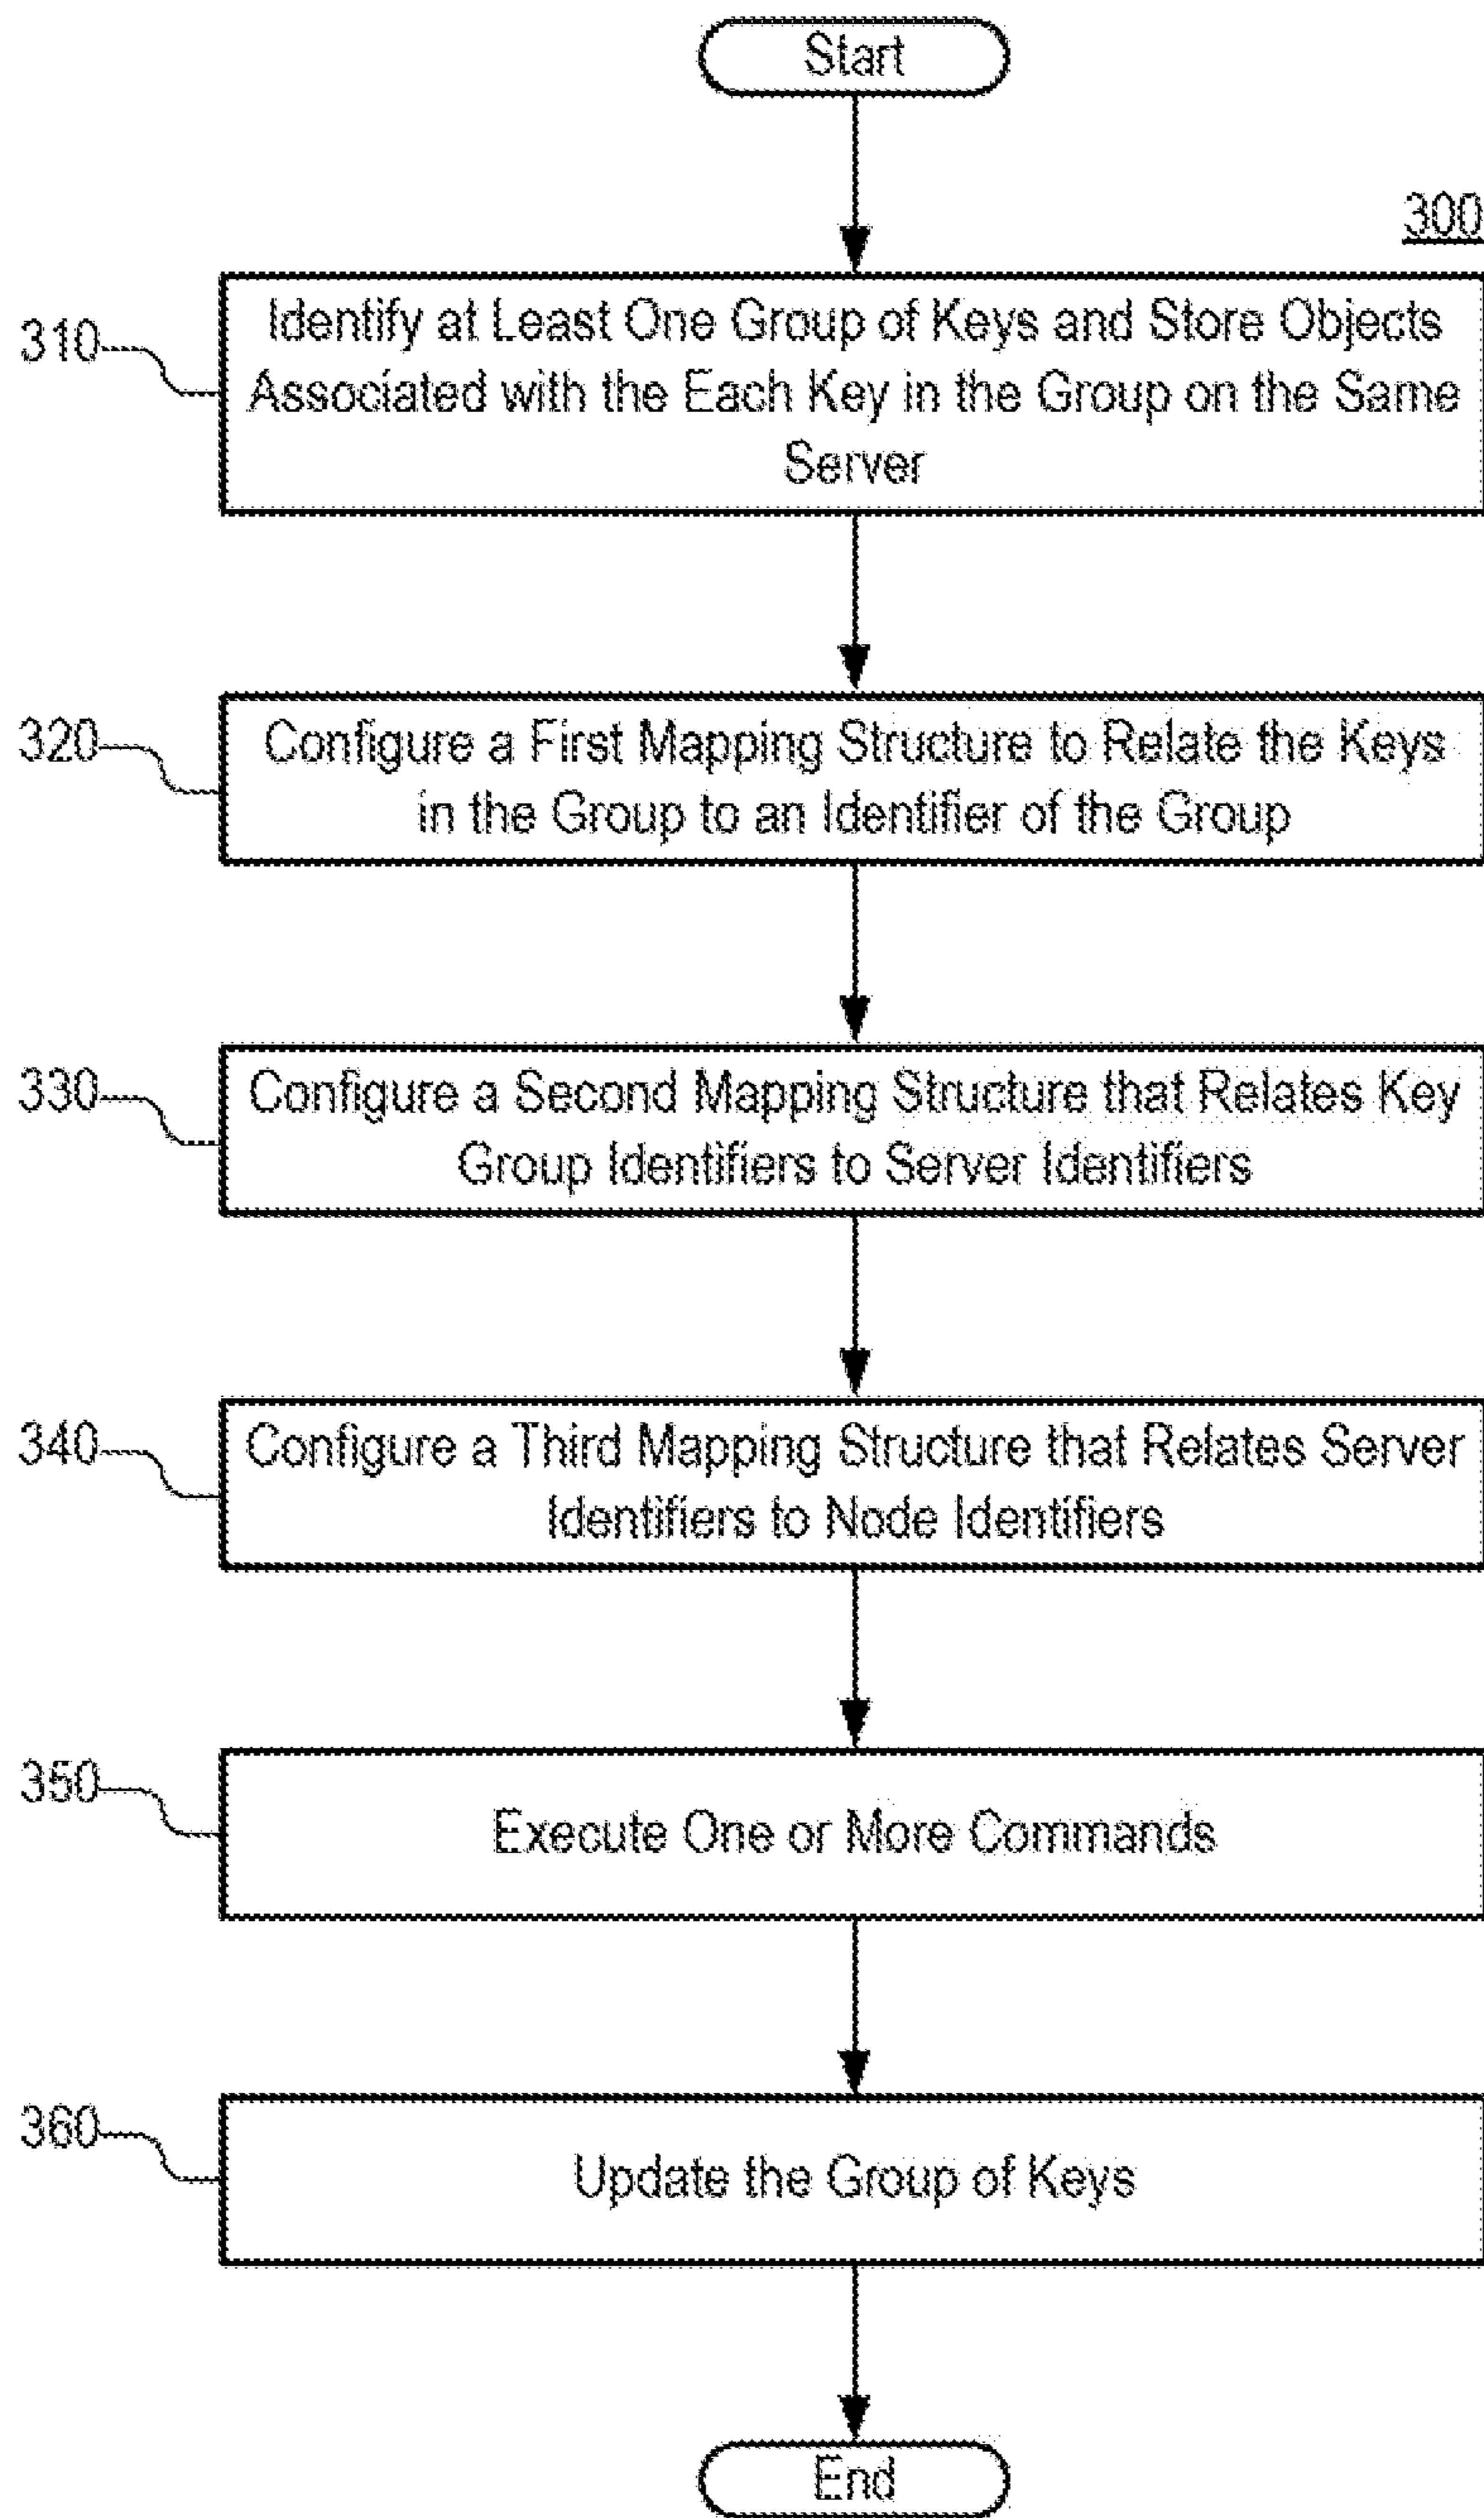 Start
300
310
Identify at Least One Group of Keys and Store Objects
Associated with the Each Key in the Group on the Same
Server
320
Configure a First Mapping Structure to Relate the Keys
in the Group to an Identifier of the Group
330
Configure a Second Mapping Structure that Relates Key
Group Identifiers to Server Identifiers
340
Configure a Third Mapping Structure that Relates Server
Identifiers to Node Identifiers
350
Execute One or More Commands
360
Update the Group of Keys
End